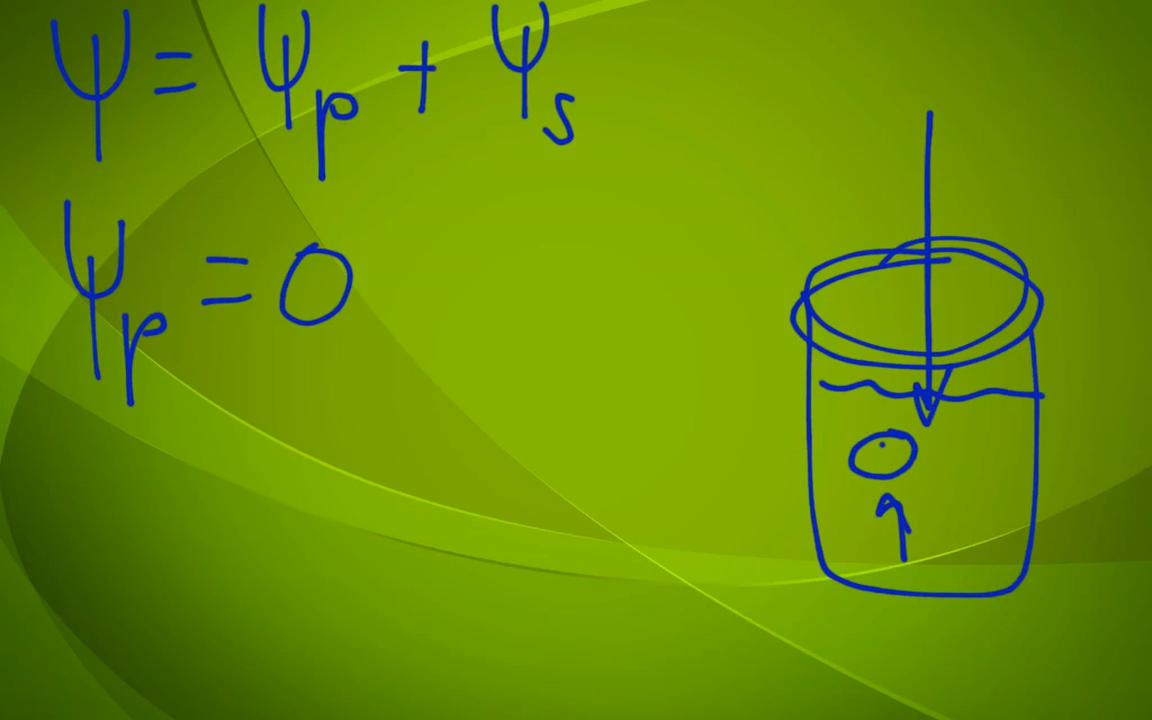 Ψ = Ψp + Ψs
Ψp = 0